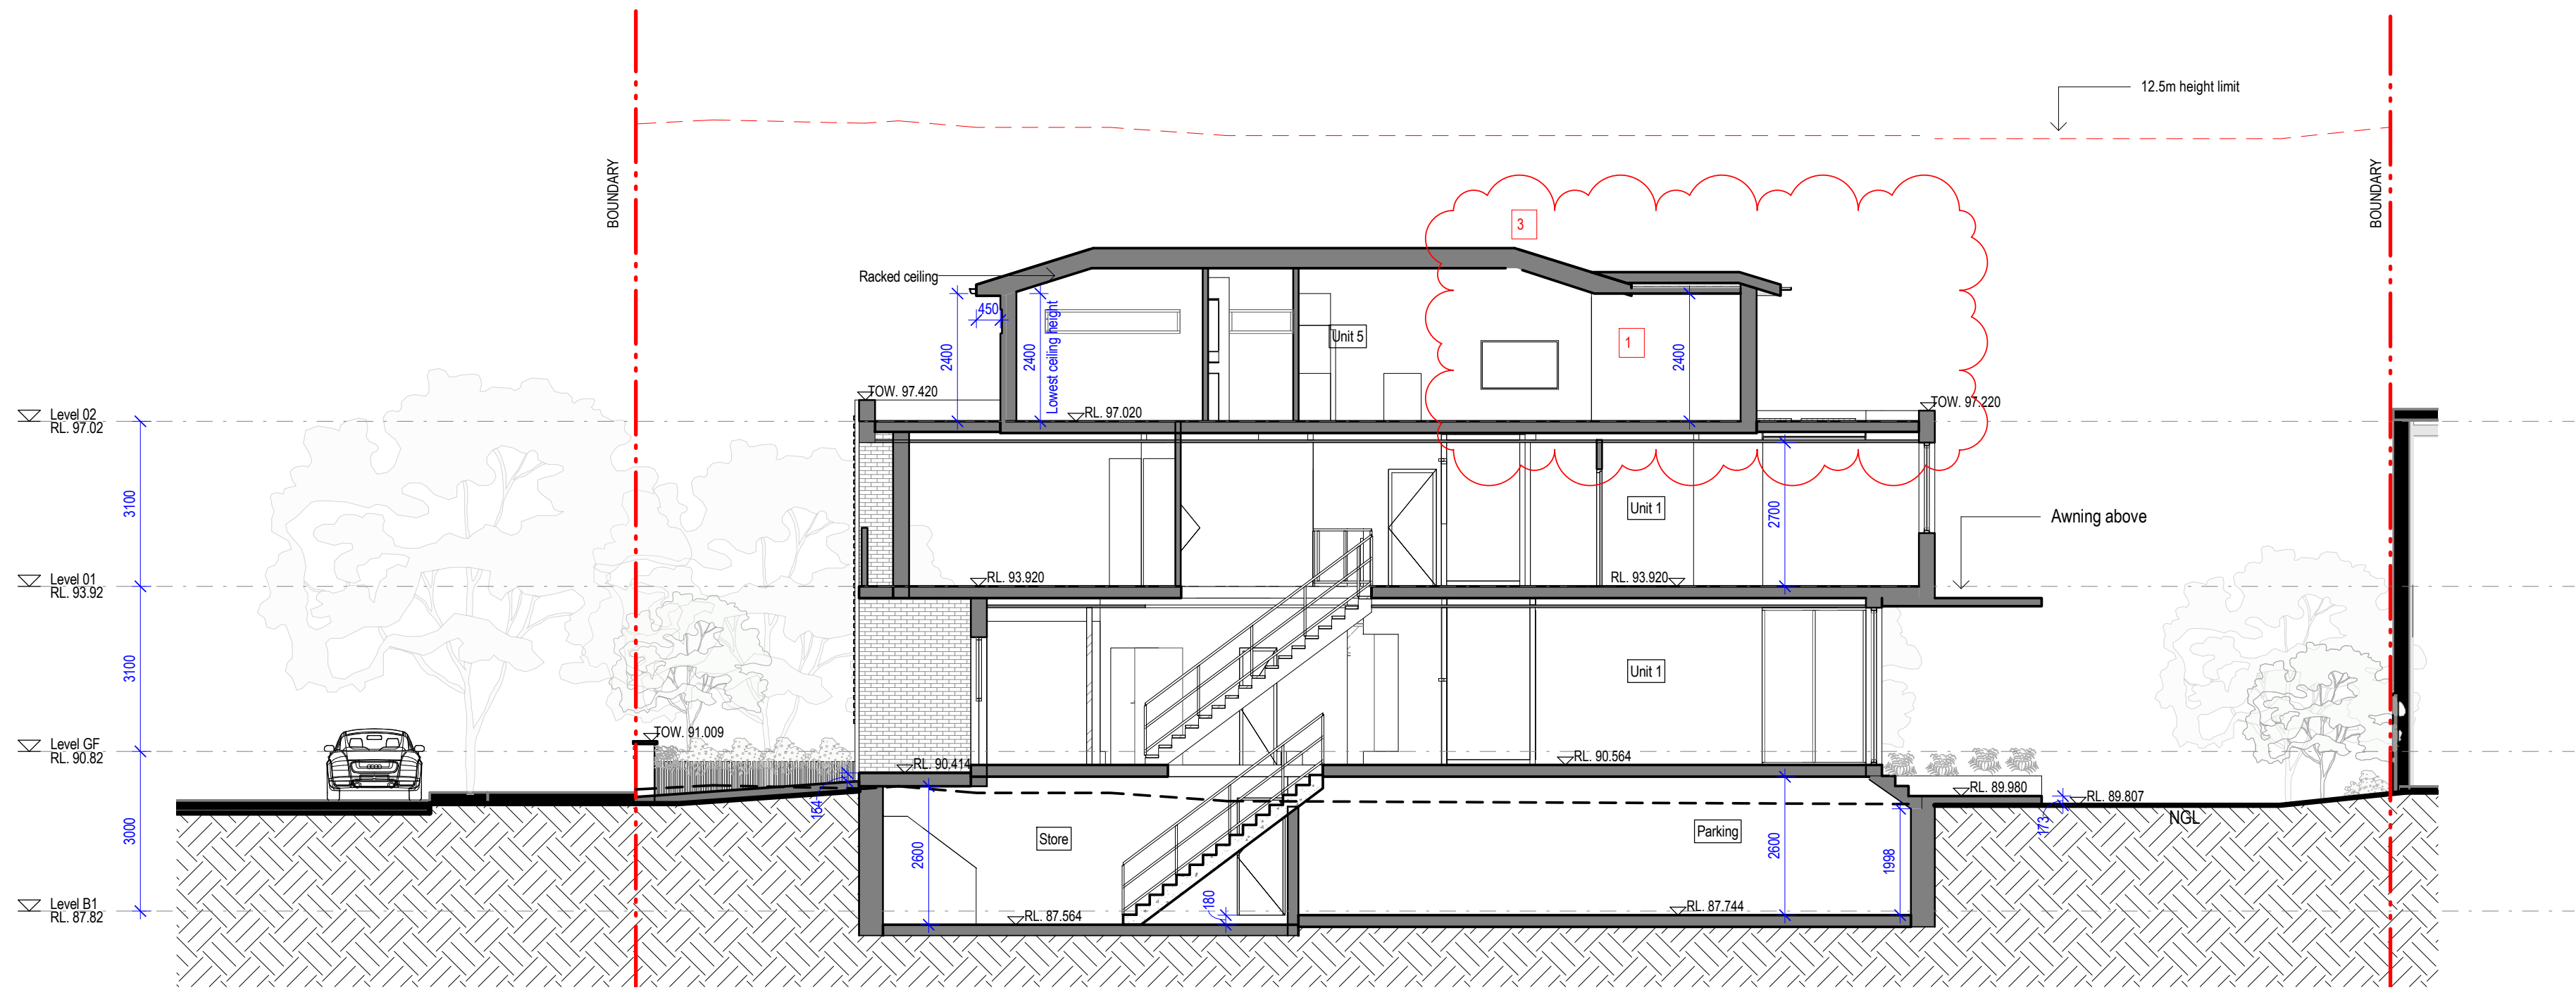 12.5m height limit
BOUNDARY
BOUNDARY
3
Racked ceiling
450
2400
2400
Lowest ceiling height
Unit 5
1
2400
TOW. 97.420
TOW. 97.220
RL. 97.020
Level 02
RL. 97.02
3100
Unit 1
2700
Awning above
Level 01
RL. 93.92
RL. 93.920
RL. 93.920
3100
Unit 1
TOW. 91.009
Level GF
RL. 90.82
RL. 90.414
RL. 90.564
RL. 89.980
RL. 89.807
164
173
NGL
3000
Store
Parking
2600
2600
1998
180
Level B1
RL. 87.82
RL. 87.564
RL. 87.744